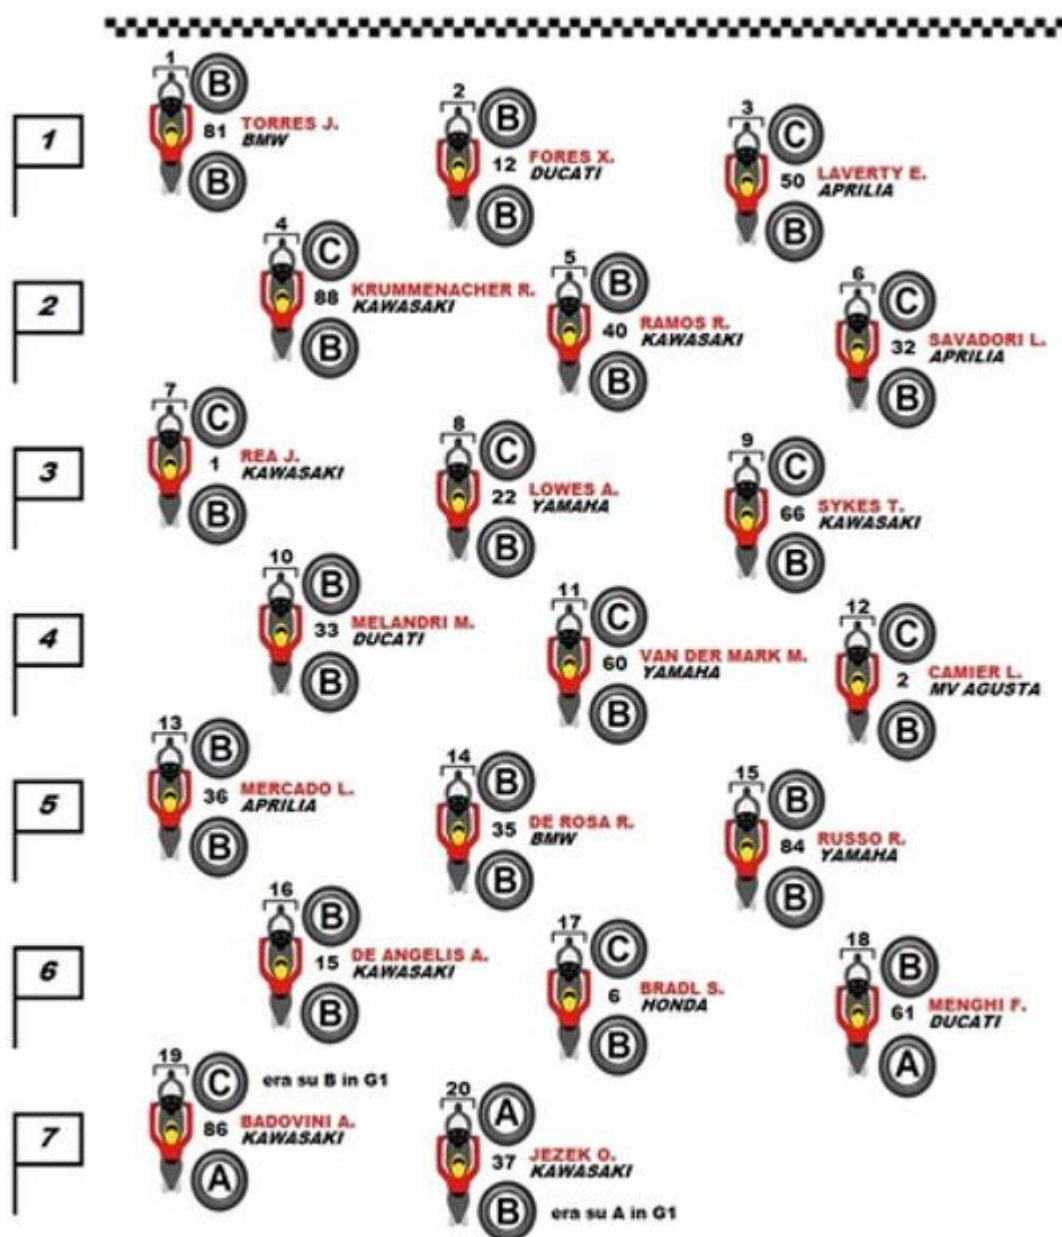 1
1
B
81 TORRES J.
BMW
B
2
B
12 FORES X.
DUCATI
B
3
C
50 LAVERTY E.
APRILIA
B
2
4
C
88 KRUMMENACHER R.
KAWASAKI
B
5
B
40 RAMOS R.
KAWASAKI
B
6
C
32 SAVADORI L.
APRILIA
B
3
7
C
1 REA J.
KAWASAKI
B
8
C
22 LOWES A.
YAMAHA
B
9
C
66 SYKES T.
KAWASAKI
B
4
10
B
33 MELANDRI M.
DUCATI
B
11
C
60 VAN DER MARK M.
YAMAHA
B
12
C
2 CAMIER L.
MV AGUSTA
B
5
13
B
36 MERCADO L.
APRILIA
B
14
B
35 DE ROSA R.
BMW
B
15
B
84 RUSSO R.
YAMAHA
B
6
16
B
15 DE ANGELIS A.
KAWASAKI
B
17
C
6 BRADL S.
HONDA
B
18
B
61 MENGHI F.
DUCATI
A
7
19
C era su B in G1
86 BADOVINI A.
KAWASAKI
A
20
A
37 JEZEK O.
KAWASAKI
B era su A in G1